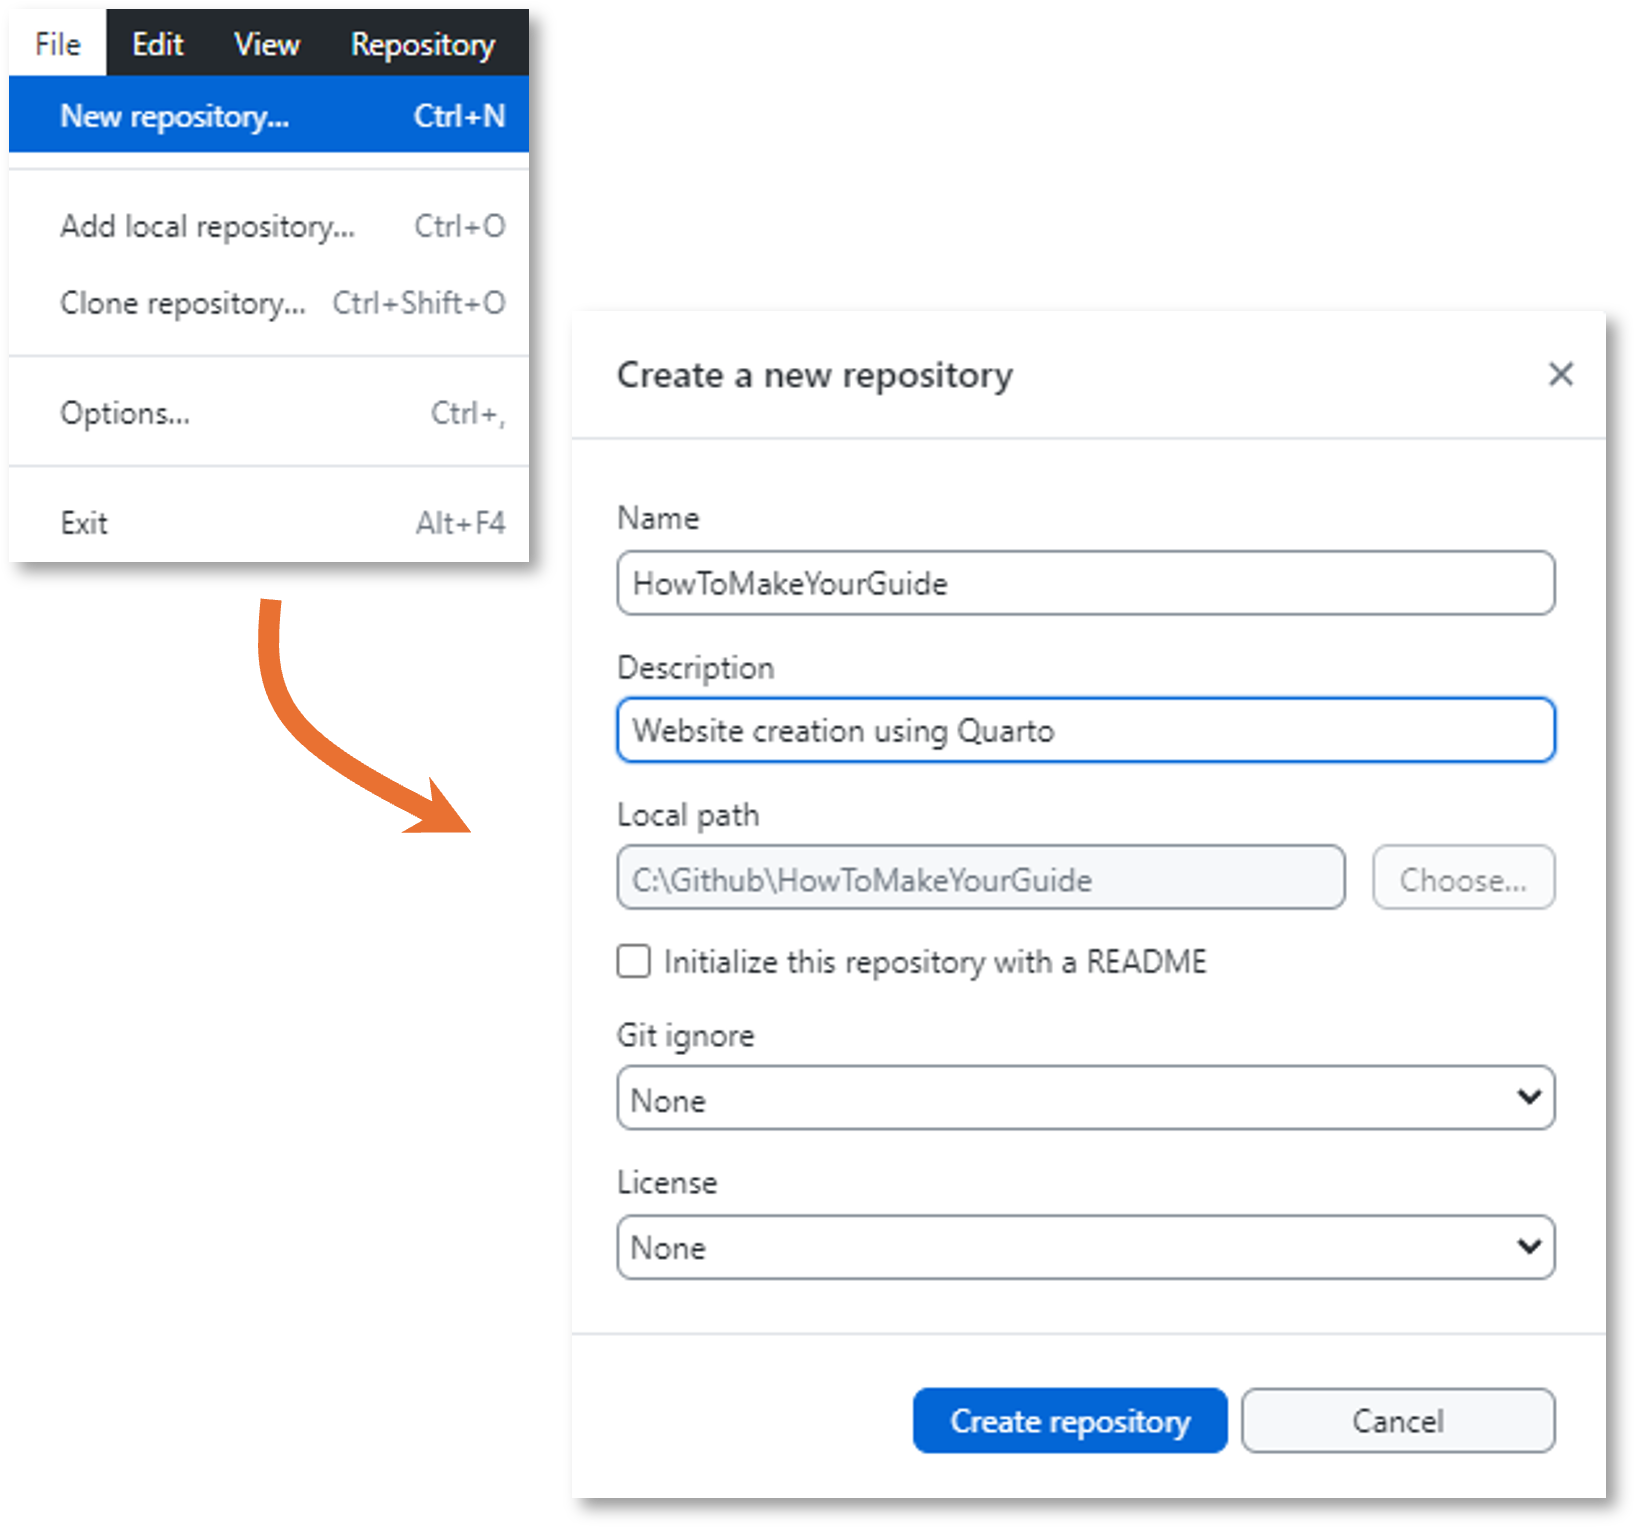 File Edit View Repository
New repository... Ctrl+N
Add local repository... Ctrl+O
Clone repository... Ctrl+Shift+O
Options... Ctrl+,
Exit Alt+F4
Create a new repository
Name
HowToMakeYourGuide
Description
Website creation using Quarto
Local path
C:\Github\HowToMakeYourGuide Choose...
Initialize this repository with a README
Git ignore
None
License
None
Create repository Cancel